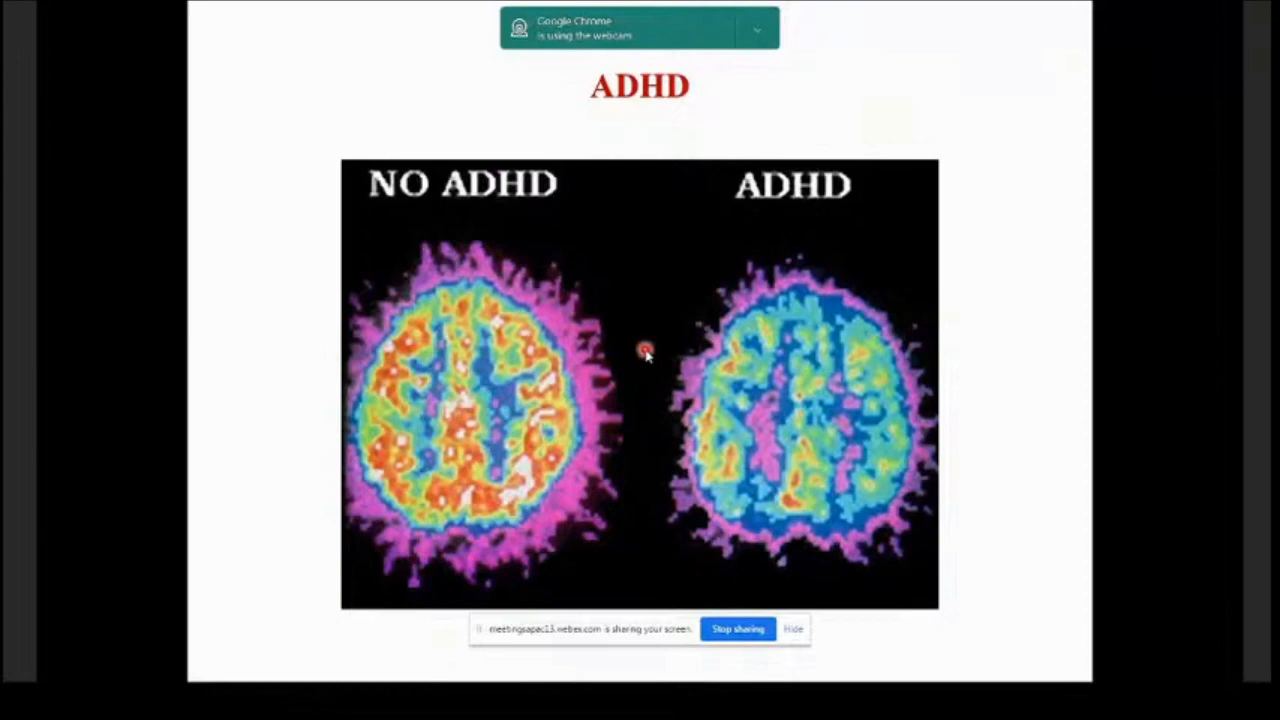 Google Chrome
is using the webcam
ADHD
NO ADHD
ADHD
meetingsapac13.webex.com is sharing your screen.
Stop sharing
Hide